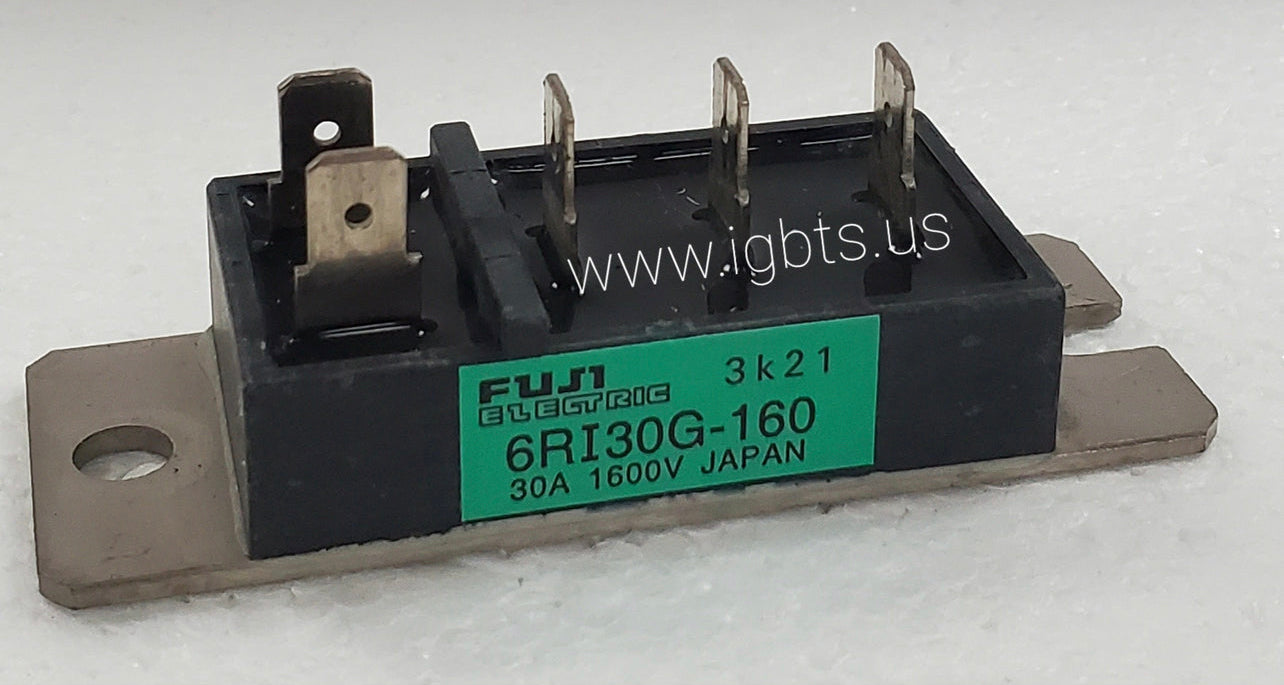 www.igbts.us
FUJI 3k21
ELECTRIC
6RI30G-160
30A 1600V JAPAN